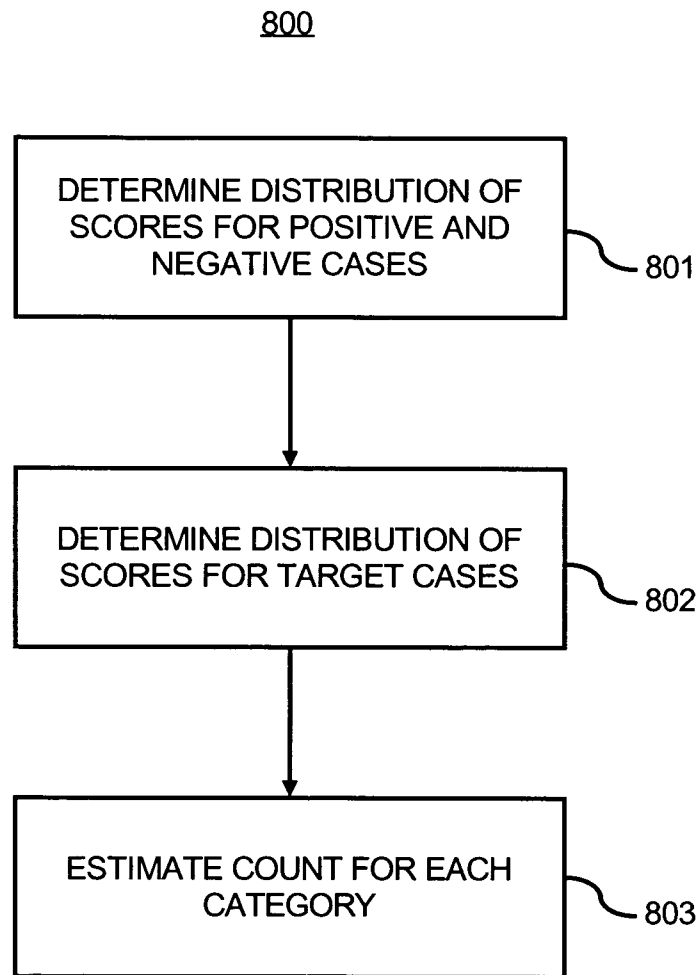 800
DETERMINE DISTRIBUTION OF
SCORES FOR POSITIVE AND
NEGATIVE CASES
801
DETERMINE DISTRIBUTION OF
SCORES FOR TARGET CASES
802
ESTIMATE COUNT FOR EACH
CATEGORY
803